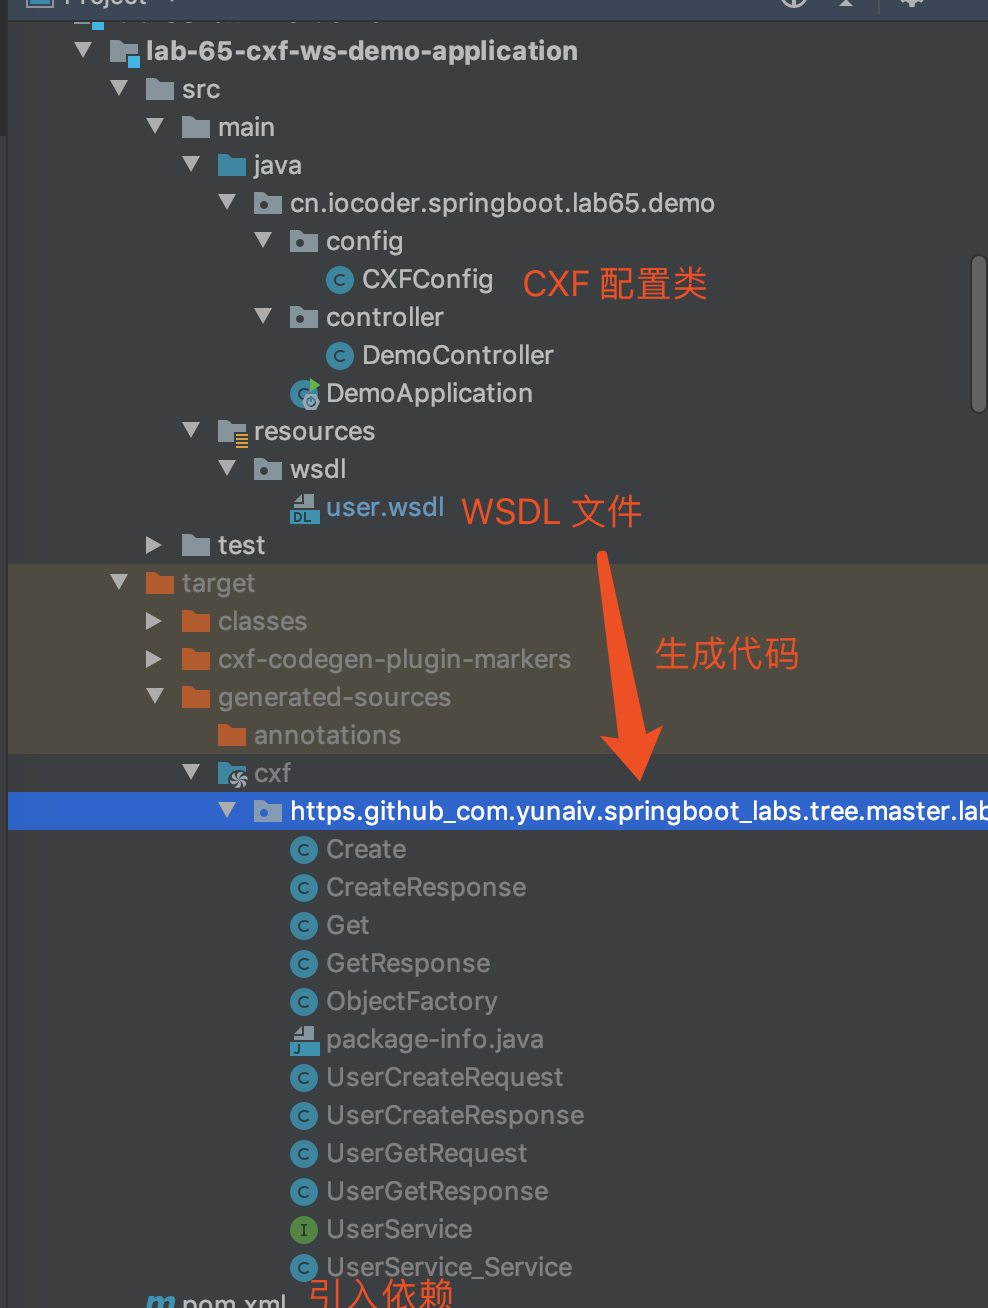 Project
lab-65-cxf-ws-demo-application
src
main
java
cn.iocoder.springboot.lab65.demo
config
CXFConfig CXF 配置类
controller
DemoController
DemoApplication
resources
wsdl
user.wsdl WSDL 文件
test
target
classes
cxf-codegen-plugin-markers 生成代码
generated-sources
annotations
cxf
https.github_com.yunaiv.springboot_labs.tree.master.lab
Create
CreateResponse
Get
GetResponse
ObjectFactory
package-info.java
UserCreateRequest
UserCreateResponse
UserGetRequest
UserGetResponse
UserService
UserService_Service
pom.xml 引入依赖